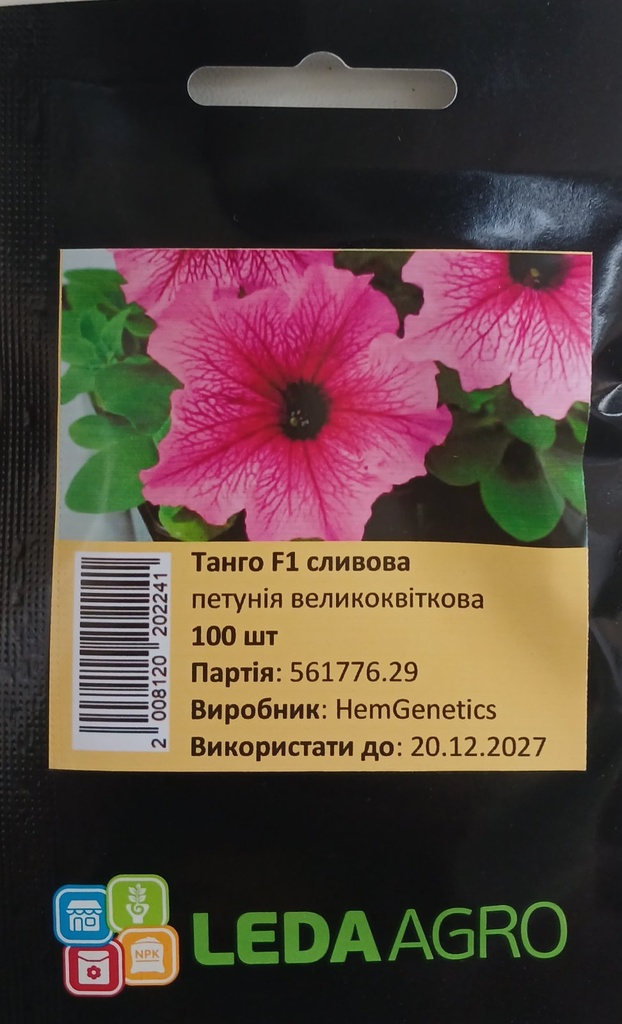 Танго F1 сливова
петунія великоквіткова
100 шт
Партія: 561776.29
Виробник: HemGenetics
Використати до: 20.12.2027
2 008120 202241
NPK
LEDA AGRO